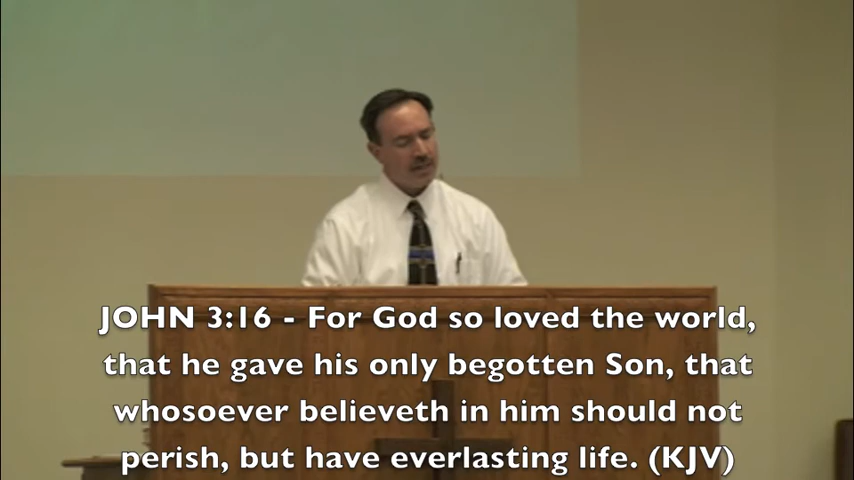 JOHN 3:16 - For God so loved the world,
that he gave his only begotten Son, that
whosoever believeth in him should not
perish, but have everlasting life. (KJV)